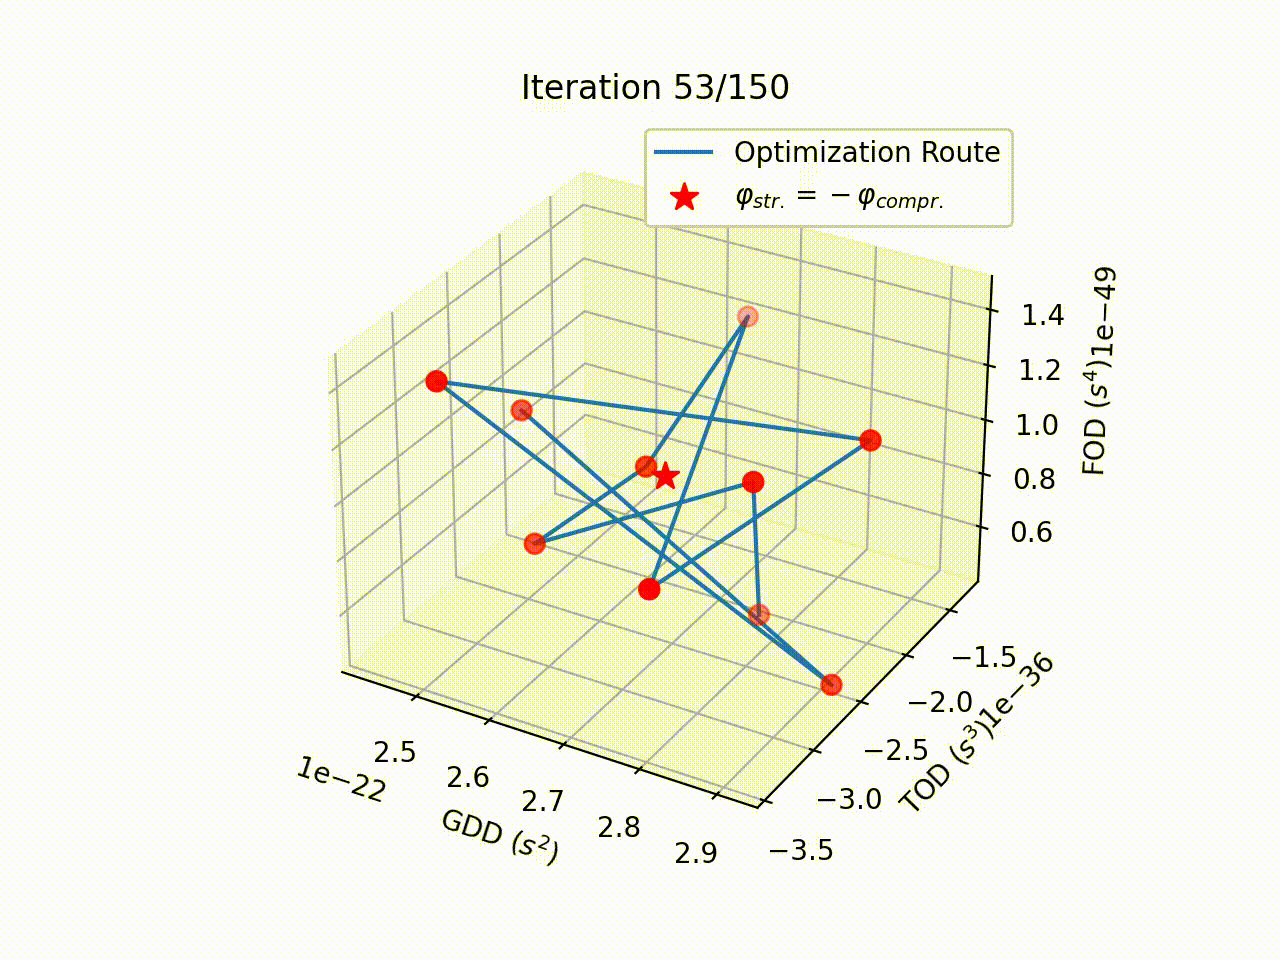 Iteration 53/150
Optimization Route
φstr. = − φcompr.
FOD (s⁴)1e−49
1.4
1.2
1.0
0.8
0.6
−1.5
−2.0
−2.5
−3.0
−3.5
TOD (s³)1e−36
2.5
2.6
2.7
2.8
2.9
1e−22
GDD (s²)